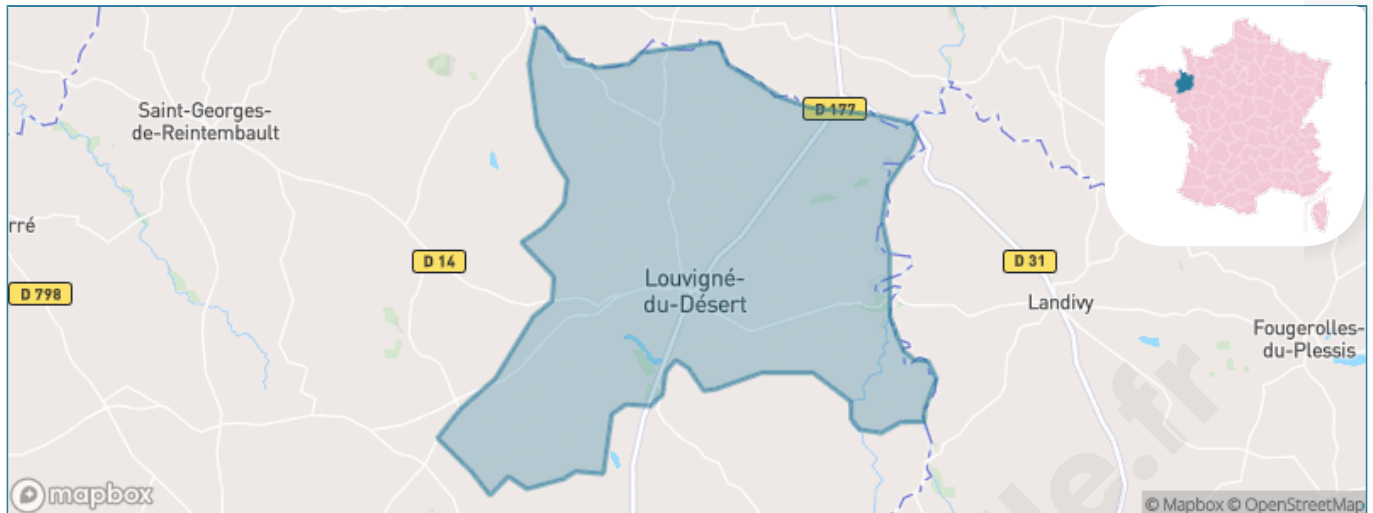 Saint-Georges-
de-Reintembault
D 177
rré
D 14
D 31
Louvigné-
du-Désert
D 798
Landivy
Fougerolles-
du-Plessis
mapbox
© Mapbox © OpenStreetMap